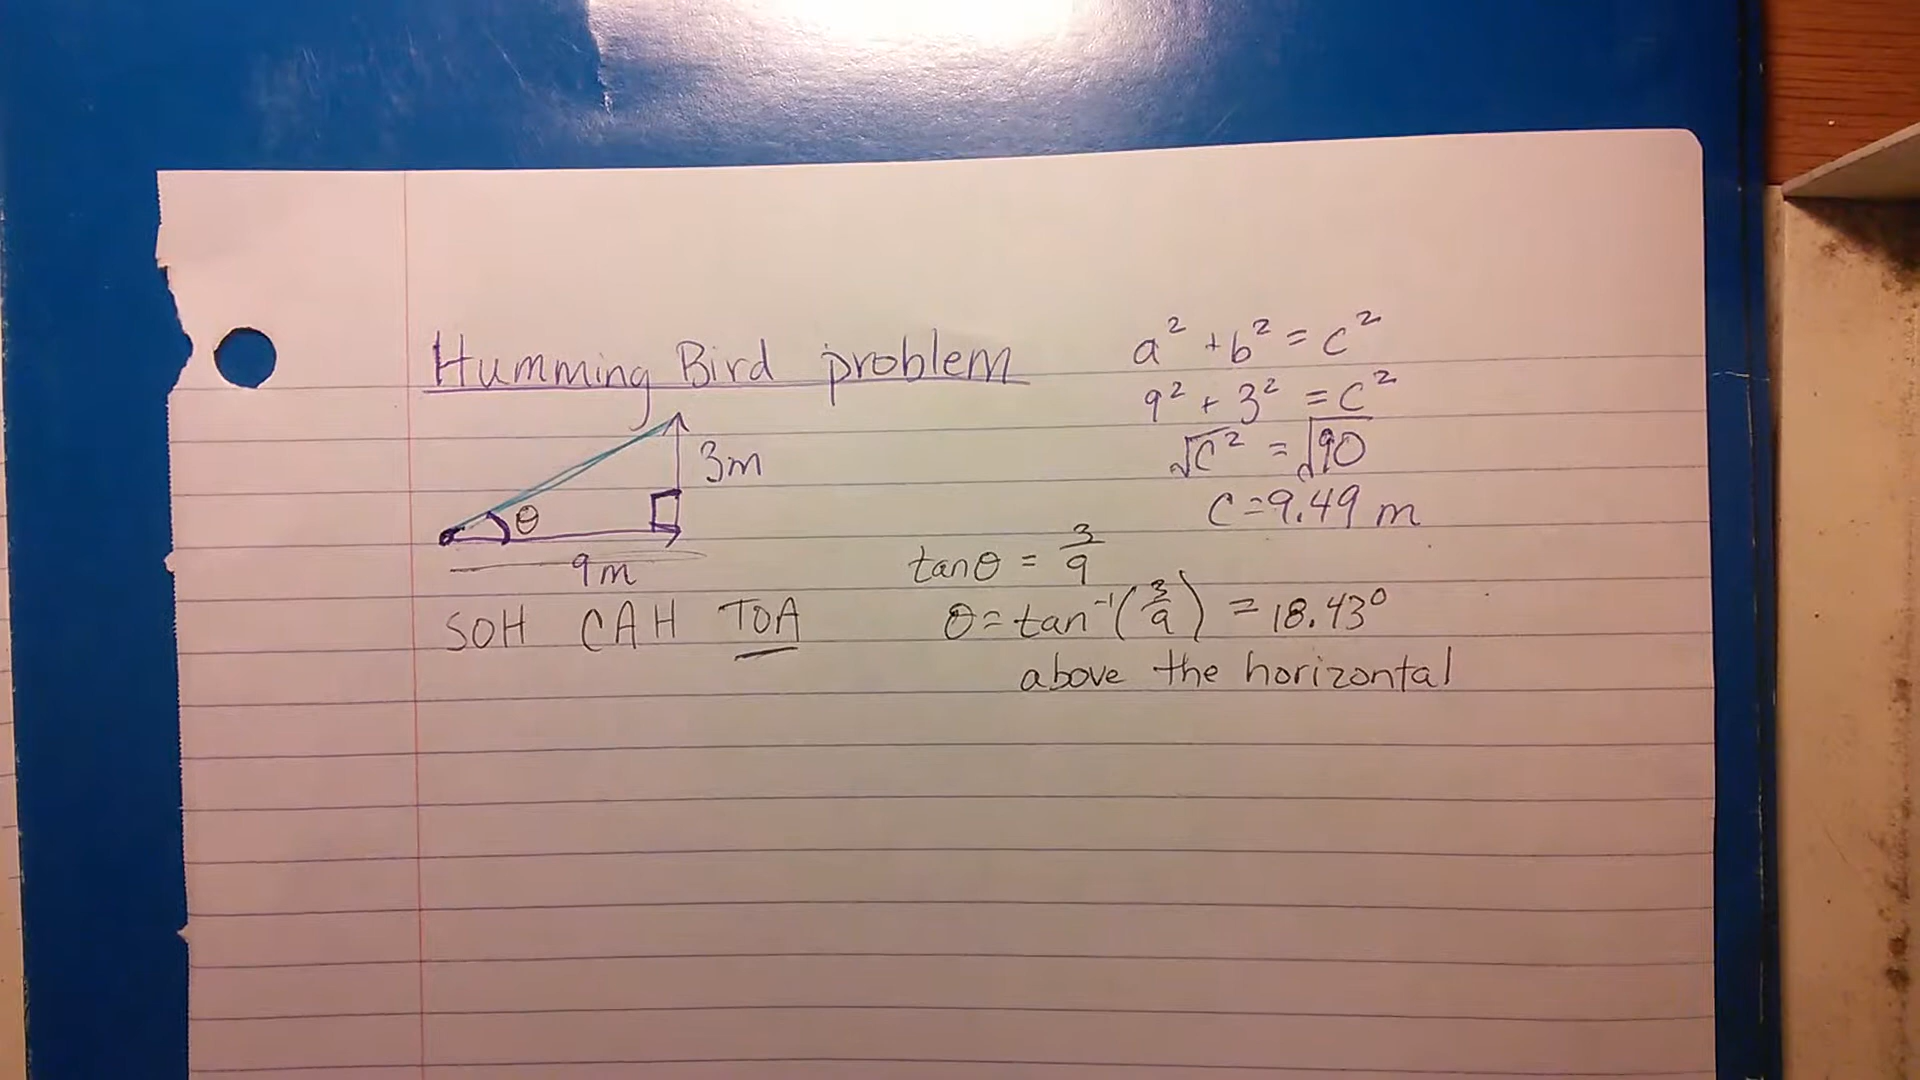 Humming Bird problem
3m
θ
9m
SOH CAH TOA
a² + b² = c²
9² + 3² = c²
√c² = √90
c = 9.49 m
tanθ = 3/9
θ = tan⁻¹(3/9) = 18.43°
above the horizontal